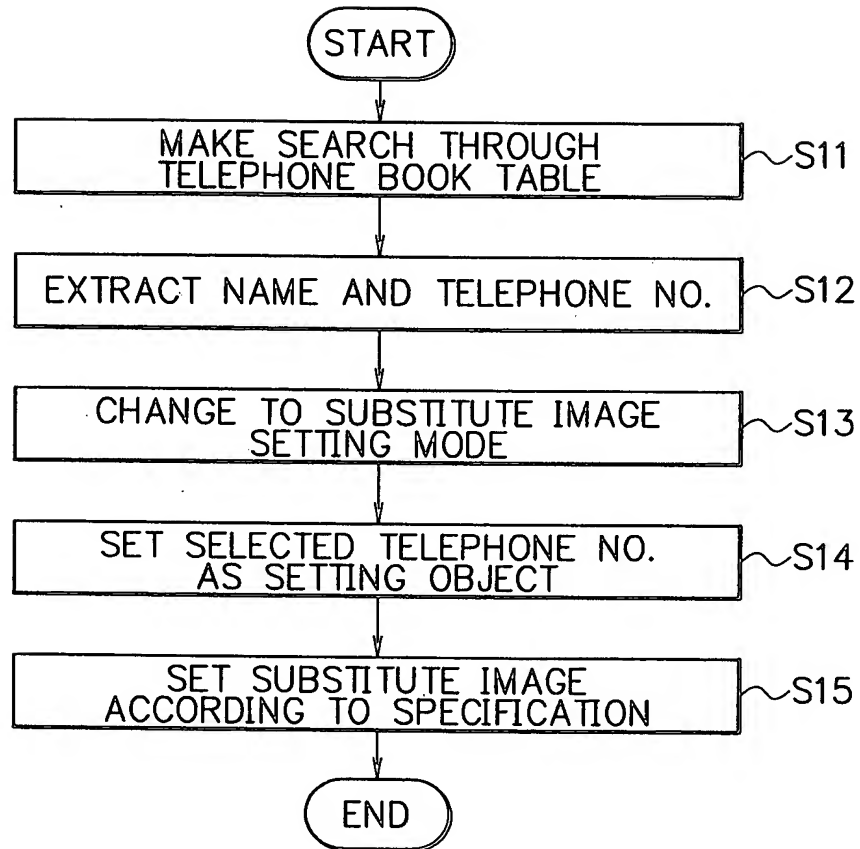 START
MAKE SEARCH THROUGH
TELEPHONE BOOK TABLE
S11
EXTRACT NAME AND TELEPHONE NO.
S12
CHANGE TO SUBSTITUTE IMAGE
SETTING MODE
S13
SET SELECTED TELEPHONE NO.
AS SETTING OBJECT
S14
SET SUBSTITUTE IMAGE
ACCORDING TO SPECIFICATION
S15
END